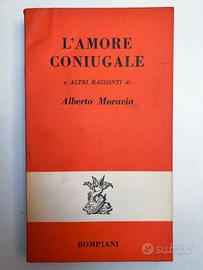 L'AMORE
CONIUGALE
e ALTRI RACCONTI di
Alberto Moravia
BOMPIANI
subito